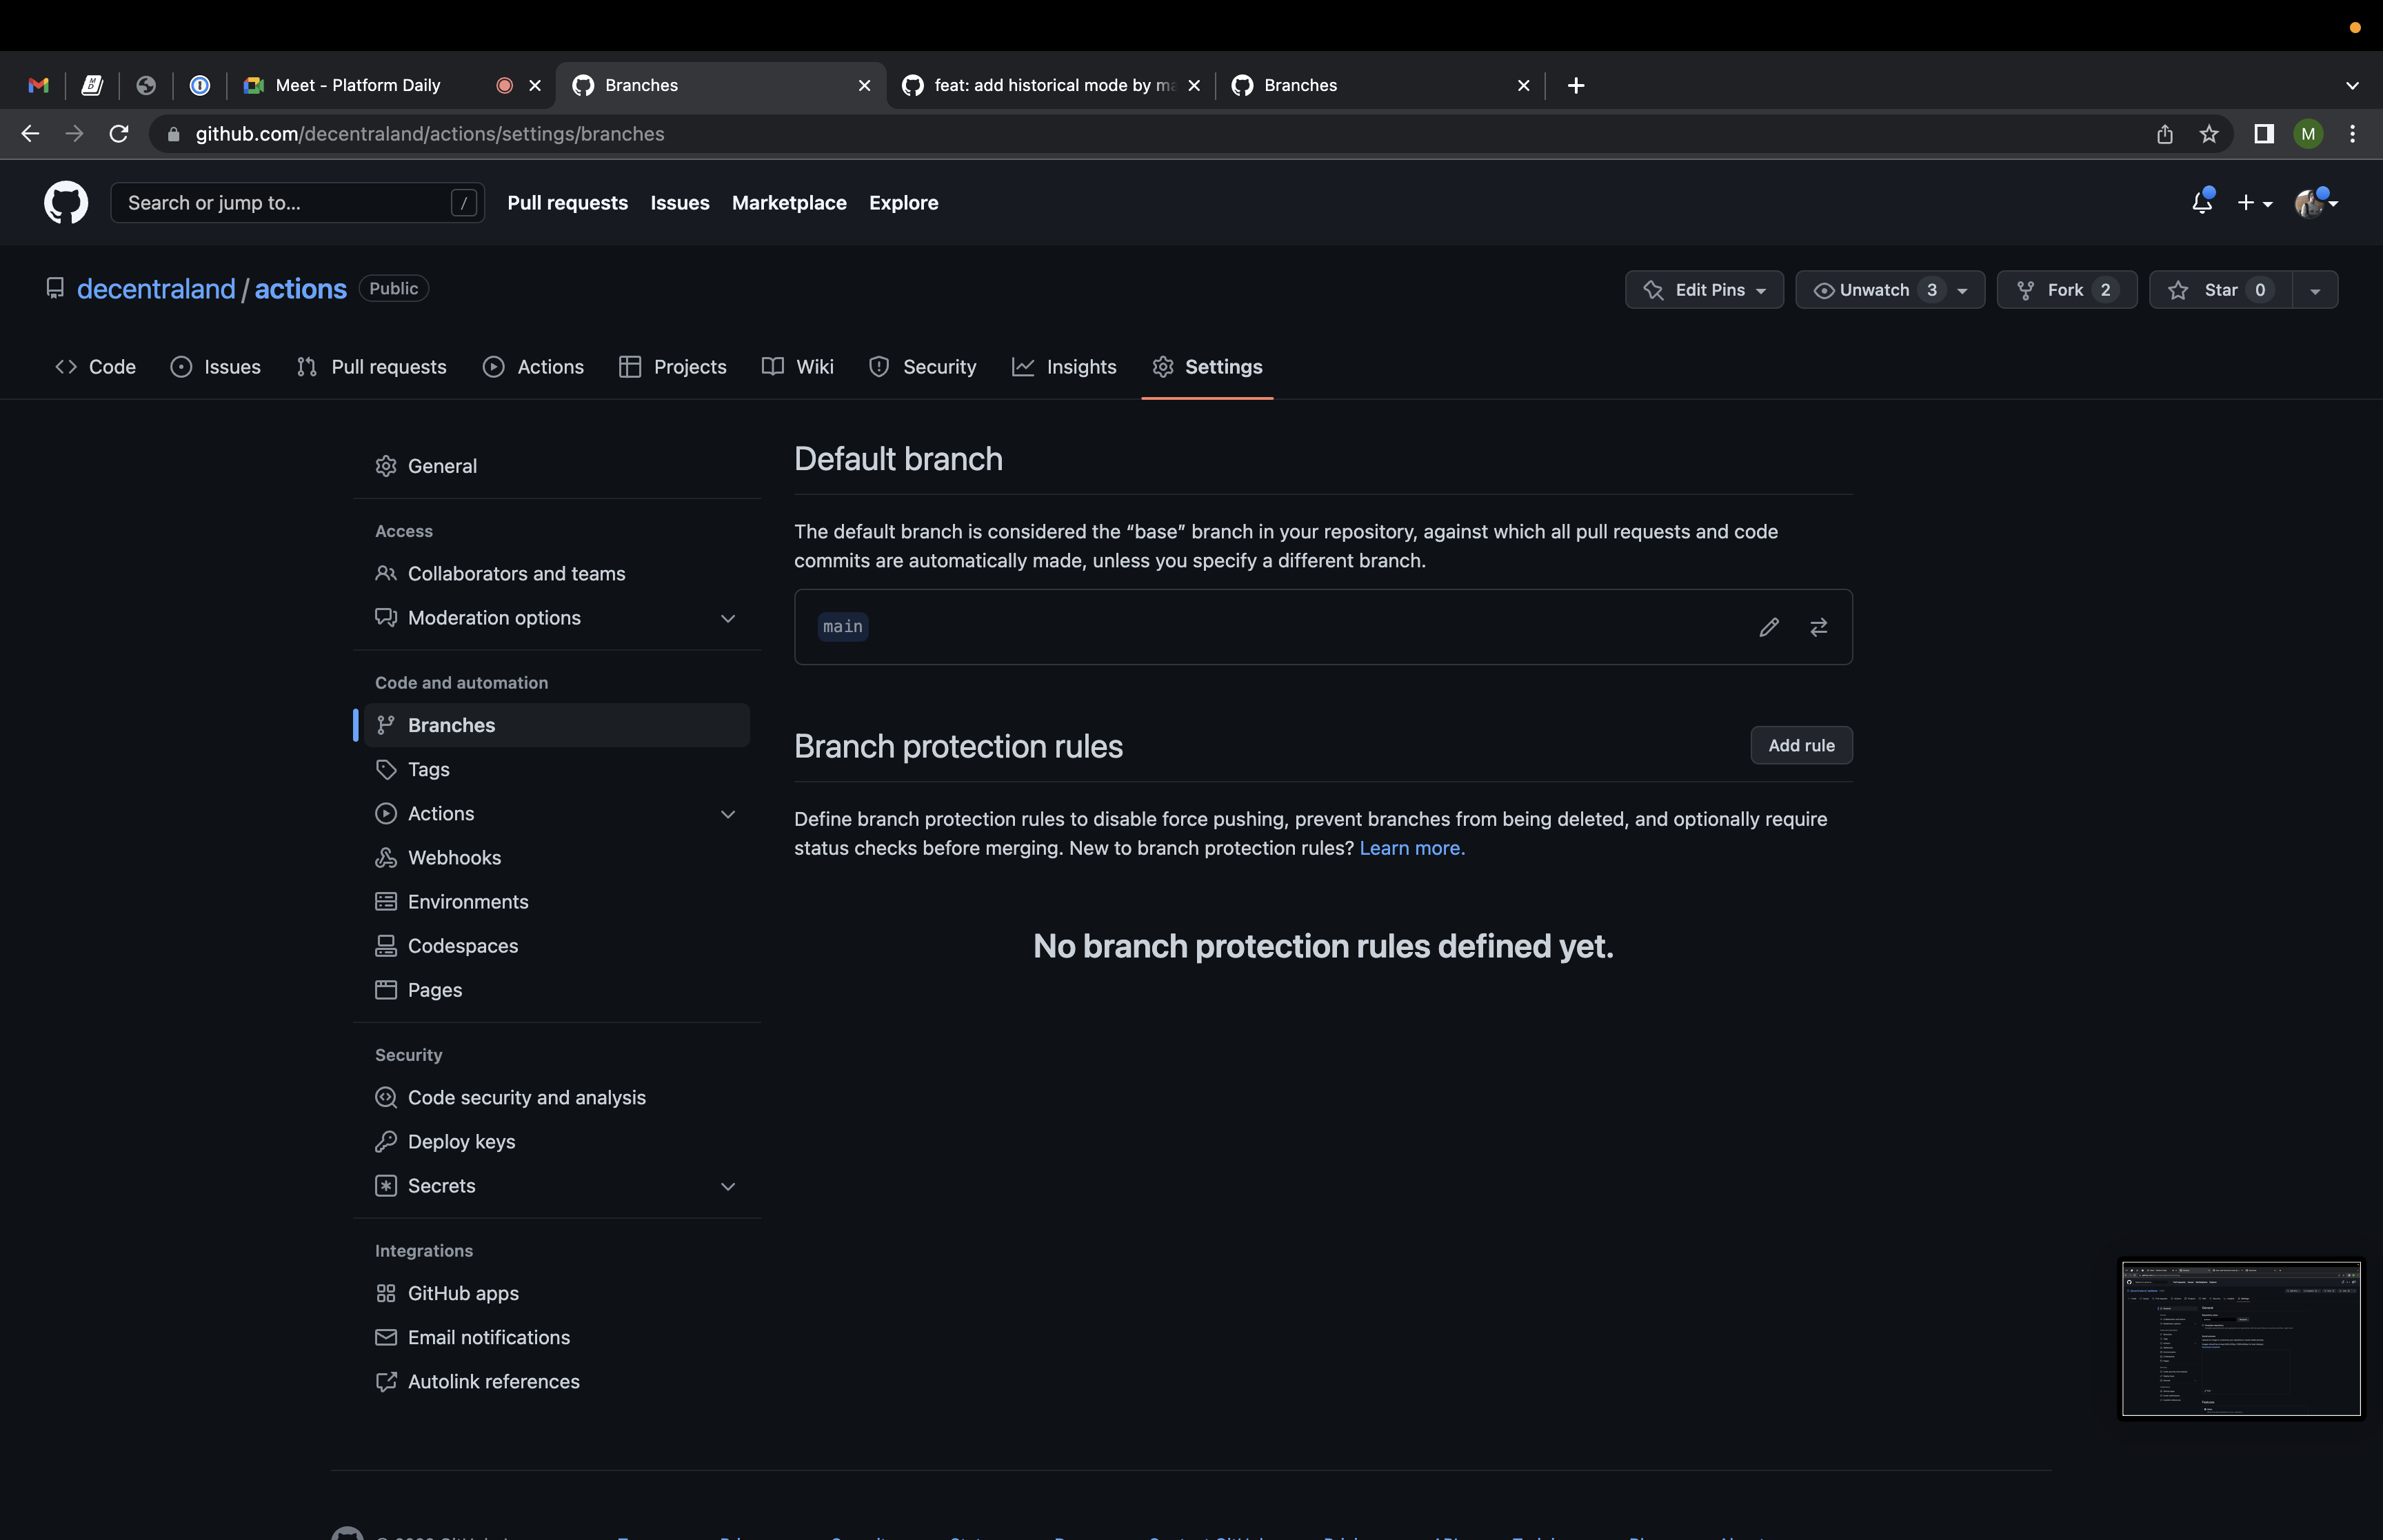 Meet - Platform Daily
Branches
feat: add historical mode by ma
Branches
github.com/decentraland/actions/settings/branches
M
Search or jump to...
/
Pull requests
Issues
Marketplace
Explore
decentraland / actions
Public
Edit Pins
Unwatch 3
Fork 2
Star 0
Code
Issues
Pull requests
Actions
Projects
Wiki
Security
Insights
Settings
General
Access
Collaborators and teams
Moderation options
Code and automation
Branches
Tags
Actions
Webhooks
Environments
Codespaces
Pages
Security
Code security and analysis
Deploy keys
Secrets
Integrations
GitHub apps
Email notifications
Autolink references
Default branch
The default branch is considered the “base” branch in your repository, against which all pull requests and code
commits are automatically made, unless you specify a different branch.
main
Branch protection rules
Add rule
Define branch protection rules to disable force pushing, prevent branches from being deleted, and optionally require
status checks before merging. New to branch protection rules? Learn more.
No branch protection rules defined yet.